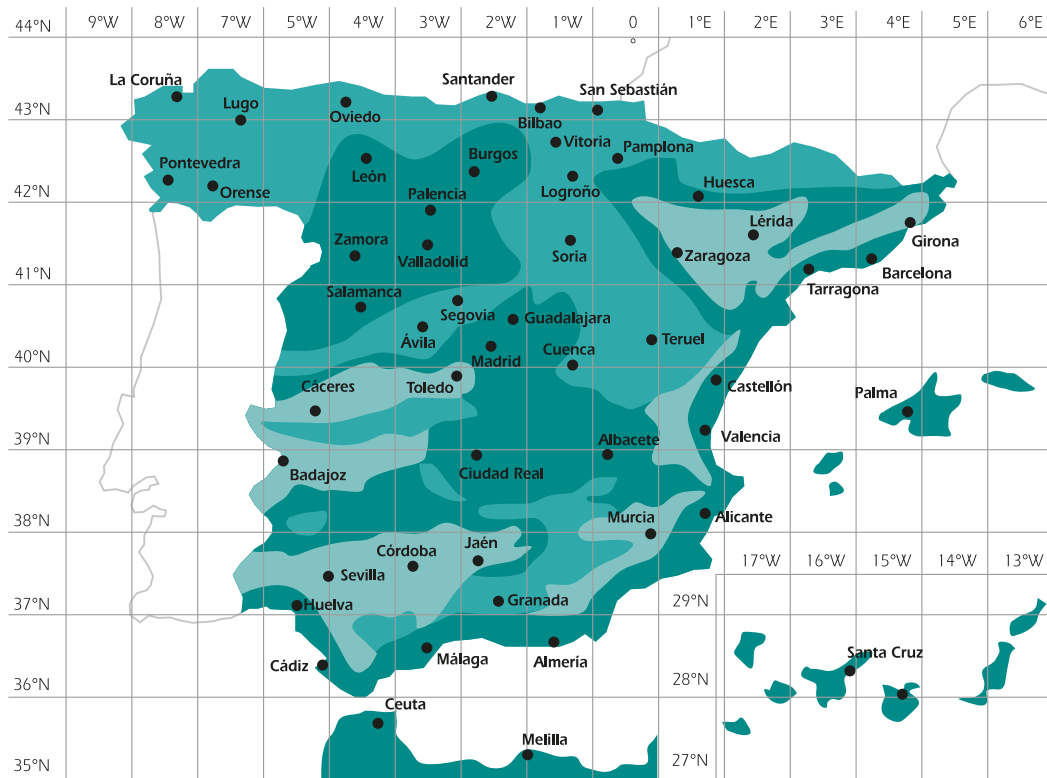 44°N 9°W 8°W 7°W 6°W 5°W 4°W 3°W 2°W 1°W 0 1°E 2°E 3°E 4°E 5°E 6°E
La Coruña
Santander
San Sebastián
Lugo
43°N
Oviedo
Bilbao
Vitoria
Pamplona
Pontevedra
Burgos
León
Huesca
Orense
Logroño
42°N
Palencia
Lérida
Zamora
Girona
Valladolid
Soria
Zaragoza
41°N
Barcelona
Salamanca
Tarragona
Segovia
Guadalajara
Ávila
Teruel
Cuenca
40°N
Madrid
Cáceres
Toledo
Castellón
Palma
Albacete
Valencia
39°N
Badajoz
Ciudad Real
Murcia
Alicante
38°N
Jaén
Córdoba
17°W 16°W 15°W 14°W 13°W
Sevilla
Huelva
Granada
29°N
37°N
Santa Cruz
Málaga
Almería
Cádiz
28°N
36°N
Ceuta
Melilla
35°N
27°N